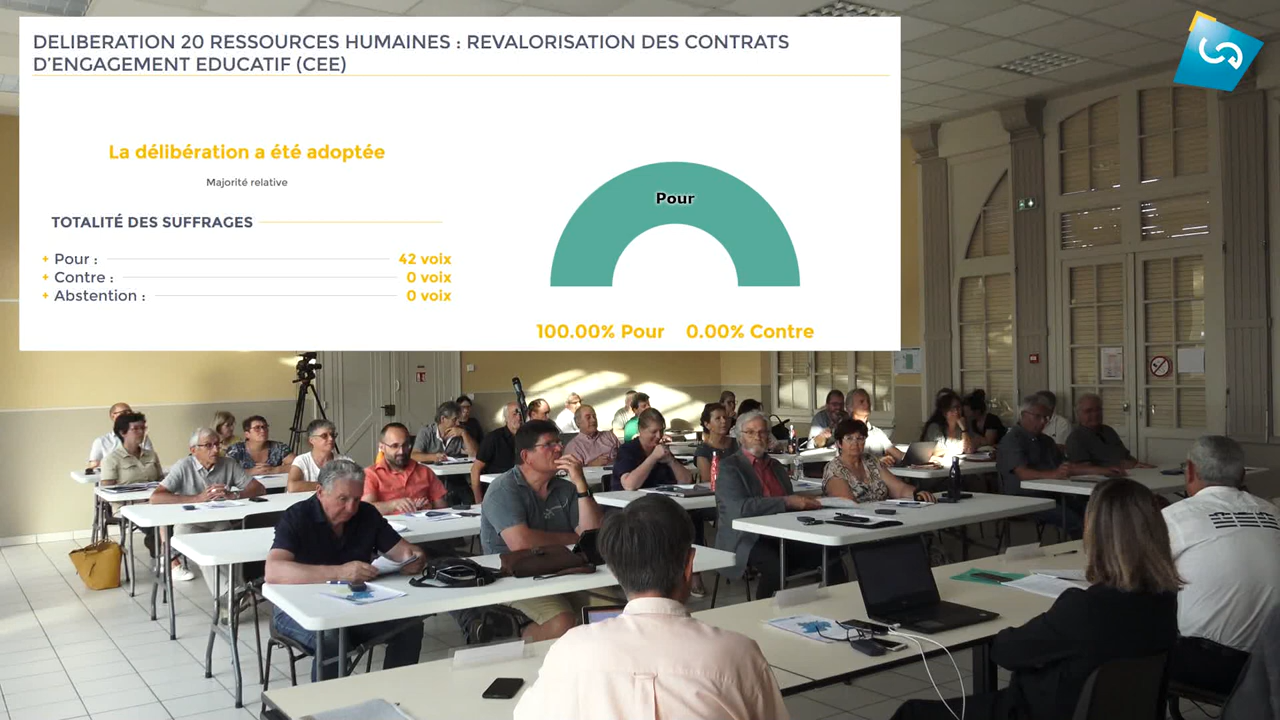 DELIBERATION 20 RESSOURCES HUMAINES : REVALORISATION DES CONTRATS
D'ENGAGEMENT EDUCATIF (CEE)
La délibération a été adoptée
Majorité relative
TOTALITÉ DES SUFFRAGES
+ Pour : 42 voix
+ Contre : 0 voix
+ Abstention : 0 voix
Pour
100.00% Pour 0.00% Contre